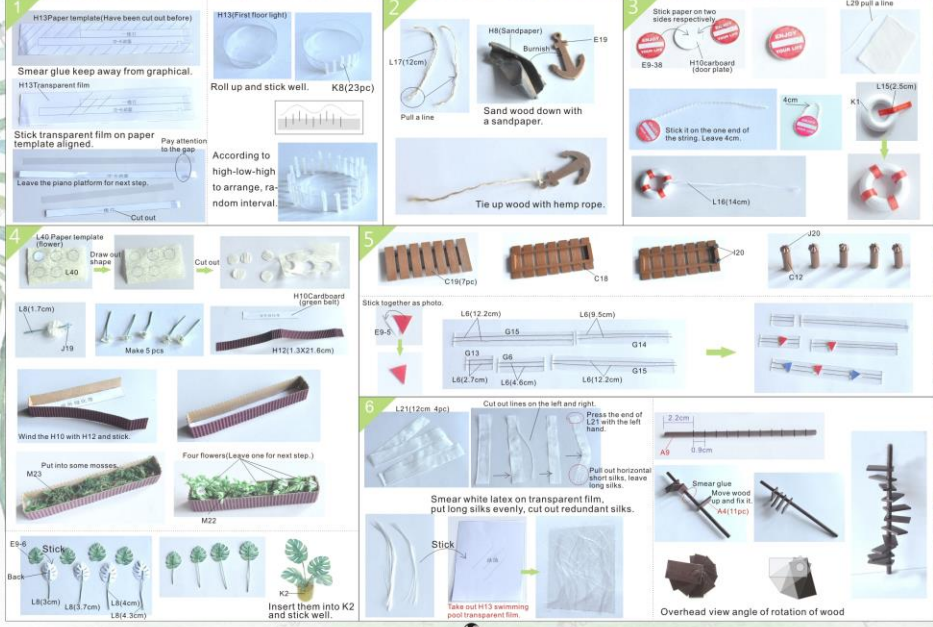 1
H13Paper template(Have been cut out before)
Smear glue keep away from graphical.
H13Transparent film
Stick transparent film on paper
template aligned.
Pay attention
to the gap
Leave the piano platform for next step.
Cut out
H13(First floor light)
Roll up and stick well.
K8(23pc)
According to
high-low-high
to arrange, ra-
ndom interval.
2
L17(12cm)
Pull a line
H8(Sandpaper)
Burnish
E19
Sand wood down with
a sandpaper.
Tie up wood with hemp rope.
3
Stick paper on two
sides respectively.
ENJOY
YOUR LIFE
ENJOY
YOUR LIFE
E9-38
H10carboard
(door plate)
ENJOY
YOUR LIFE
L29 pull a line
Stick it on the one end of
the string. Leave 4cm.
4cm
K1
L15(2.5cm)
L16(14cm)
4
L40 Paper template
(flower)
L40
Draw out
shape
Cut out
L8(1.7cm)
J19
Make 5 pcs
H10Cardboard
(green belt)
H12(1.3X21.6cm)
Wind the H10 with H12 and stick.
Put into some mosses.
M23
Four flowers(Leave one for next step.)
M22
E9-6
Stick
Back
L8(3cm)
L8(3.7cm)
L8(4cm)
L8(4.3cm)
K2
Insert them into K2
and stick well.
5
C19(7pc)
C18
I20
J20
C12
Stick together as photo.
E9-5
L6(12.2cm)
G15
L6(9.5cm)
G14
G13
G6
L6(2.7cm)
L6(4.6cm)
L6(12.2cm)
G15
6
L21(12cm 4pc)
Cut out lines on the left and right.
Press the end of
L21 with the left
hand.
Pull out horizontal
short silks, leave
long silks.
Smear white latex on transparent film,
put long silks evenly, cut out redundant silks.
Stick
Take out H13 swimming
pool transparent film.
2.2cm
A9
0.9cm
Smear glue
Move wood
up and fix it.
A4(11pc)
Overhead view angle of rotation of wood